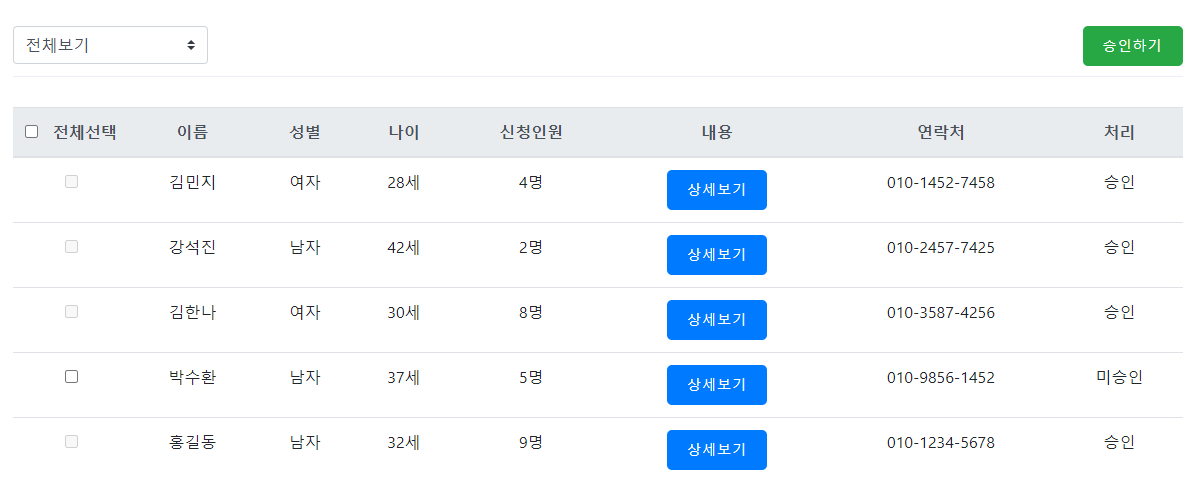 전체보기 승인하기
전체선택 이름 성별 나이 신청인원 내용 연락처 처리
김민지 여자 28세 4명 상세보기 010-1452-7458 승인
강석진 남자 42세 2명 상세보기 010-2457-7425 승인
김한나 여자 30세 8명 상세보기 010-3587-4256 승인
박수환 남자 37세 5명 상세보기 010-9856-1452 미승인
홍길동 남자 32세 9명 상세보기 010-1234-5678 승인